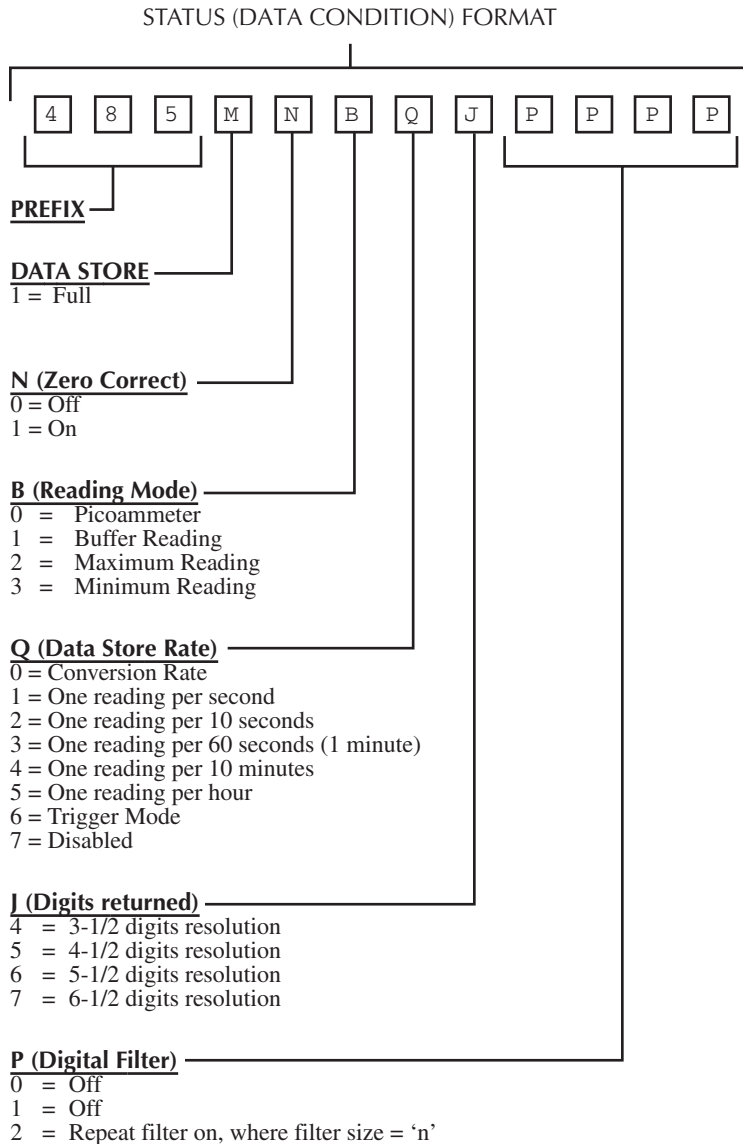 STATUS (DATA CONDITION) FORMAT
4 8 5 M N B Q J P P P P
PREFIX
DATA STORE
1 = Full
N (Zero Correct)
0 = Off
1 = On
B (Reading Mode)
0 = Picoammeter
1 = Buffer Reading
2 = Maximum Reading
3 = Minimum Reading
Q (Data Store Rate)
0 = Conversion Rate
1 = One reading per second
2 = One reading per 10 seconds
3 = One reading per 60 seconds (1 minute)
4 = One reading per 10 minutes
5 = One reading per hour
6 = Trigger Mode
7 = Disabled
J (Digits returned)
4 = 3-1/2 digits resolution
5 = 4-1/2 digits resolution
6 = 5-1/2 digits resolution
7 = 6-1/2 digits resolution
P (Digital Filter)
0 = Off
1 = Off
2 = Repeat filter on, where filter size = ‘n’